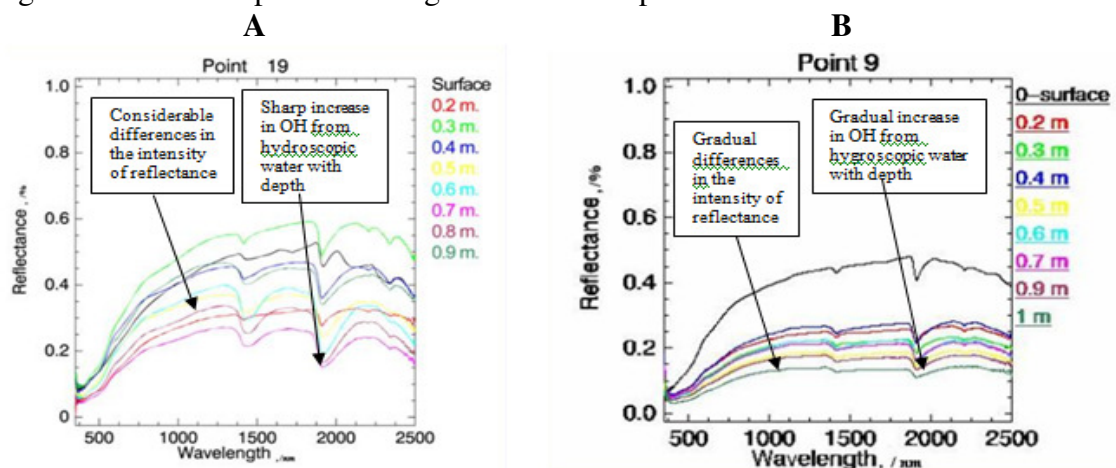 A
Point 19
Reflectance ,/%
1.0
0.8
0.6
0.4
0.2
0
500 1000 1500 2000 2500
Wavelength ,/nm
Considerable
differences in
the intensity
of reflectance
Sharp increase
in OH from
hydroscopic
water with
depth
Surface
0.2 m.
0.3 m.
0.4 m.
0.5 m.
0.6 m.
0.7 m.
0.8 m.
0.9 m.
B
Point 9
Reflectance ,/%
1.0
0.8
0.6
0.4
0.2
0.0
500 1000 1500 2000 2500
Wavelength ,/nm
Gradual
differences
in the
intensity of
reflectance
Gradual increase
in OH from
hygroscopic water
with depth
0-surface
0.2 m
0.3 m
0.4 m
0.5 m
0.6 m
0.7 m
0.9 m
1 m